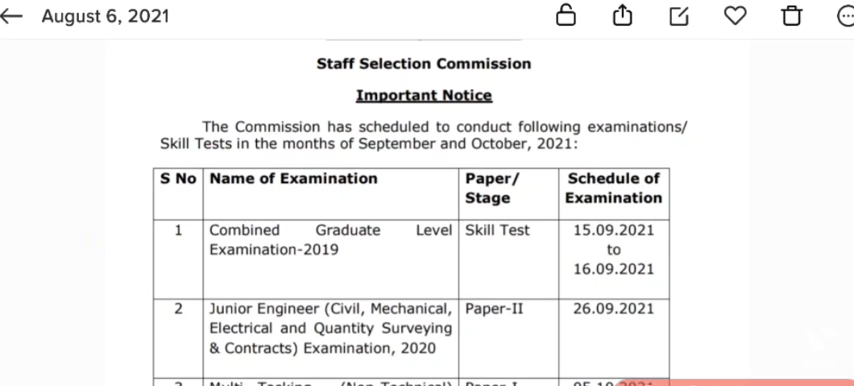 August 6, 2021
Staff Selection Commission
Important Notice
The Commission has scheduled to conduct following examinations/
Skill Tests in the months of September and October, 2021:
S No Name of Examination Paper/ Stage Schedule of Examination
1 Combined Graduate Level Examination-2019 Skill Test 15.09.2021 to 16.09.2021
2 Junior Engineer (Civil, Mechanical, Electrical and Quantity Surveying & Contracts) Examination, 2020 Paper-II 26.09.2021